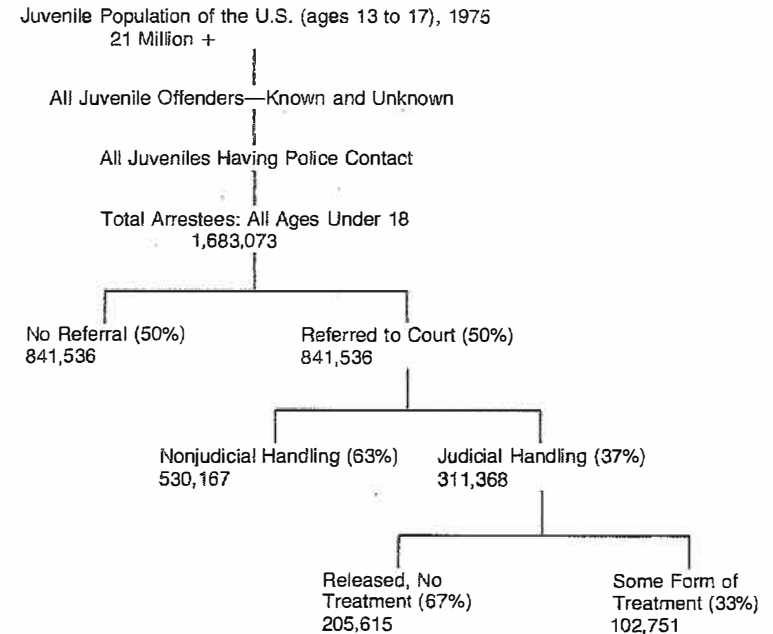 Juvenile Population of the U.S. (ages 13 to 17), 1975
21 Million +
All Juvenile Offenders—Known and Unknown
All Juveniles Having Police Contact
Total Arrestees: All Ages Under 18
1,683,073
No Referral (50%)
841,536
Referred to Court (50%)
841,536
Nonjudicial Handling (63%)
530,167
Judicial Handling (37%)
311,368
Released, No
Treatment (67%)
205,615
Some Form of
Treatment (33%)
102,751